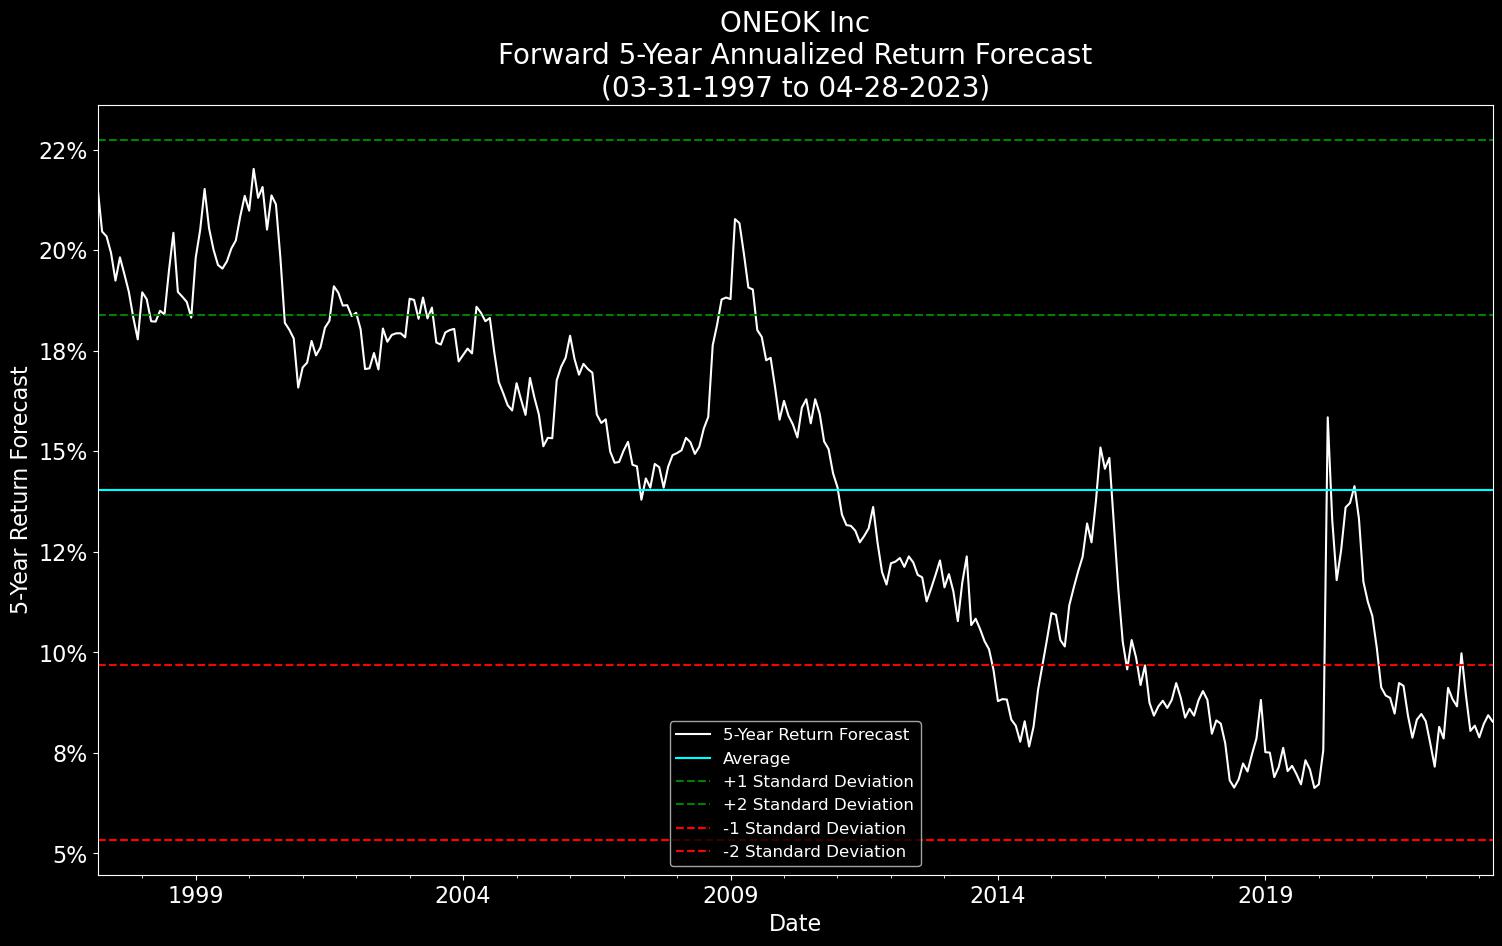 ONEOK Inc
Forward 5-Year Annualized Return Forecast
(03-31-1997 to 04-28-2023)
22%
20%
18%
15%
12%
10%
8%
5%
5-Year Return Forecast
5-Year Return Forecast
Average
+1 Standard Deviation
+2 Standard Deviation
-1 Standard Deviation
-2 Standard Deviation
1999 2004 2009 2014 2019
Date